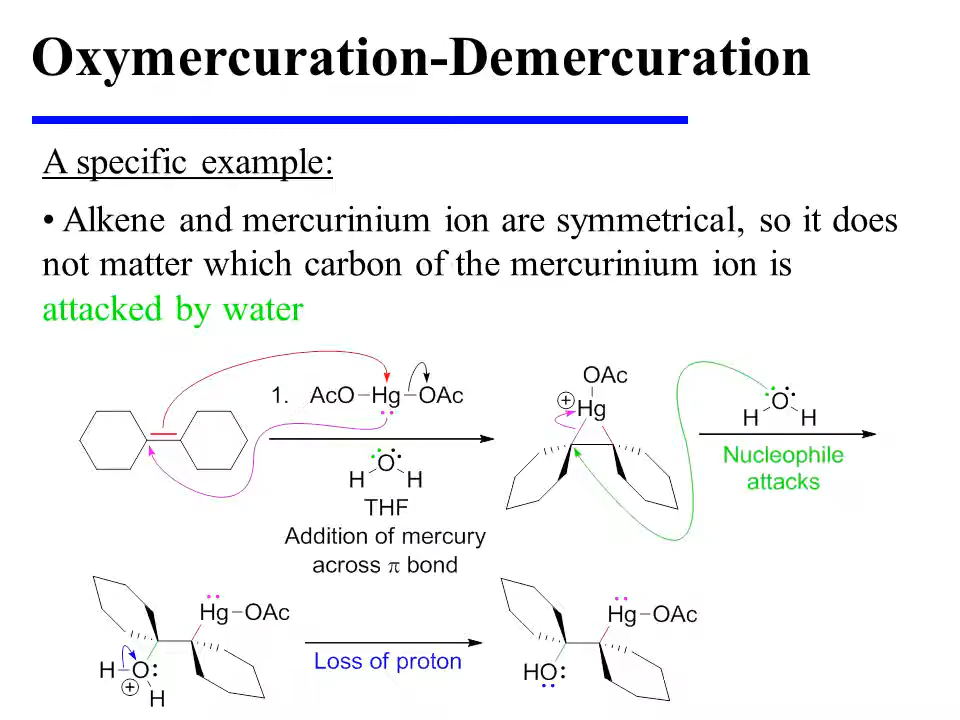 Oxymercuration-Demercuration
A specific example:
• Alkene and mercurinium ion are symmetrical, so it does
not matter which carbon of the mercurinium ion is
attacked by water
1. AcO-Hg-OAc
H O H
THF
Addition of mercury
across π bond
OAc
+ Hg
H O H
Nucleophile
attacks
Hg-OAc
H-O:
+
H
Loss of proton
Hg-OAc
HO: